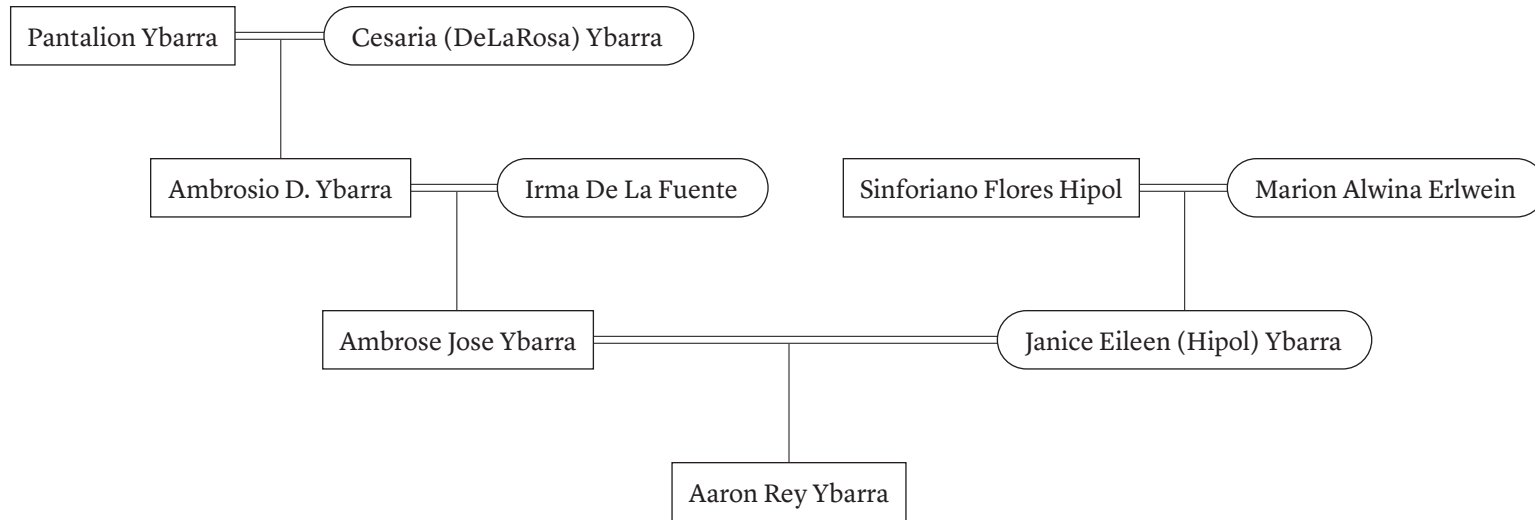 Pantalion Ybarra
Cesaria (DeLaRosa) Ybarra
Ambrosio D. Ybarra
Irma De La Fuente
Sinforiano Flores Hipol
Marion Alwina Erlwein
Ambrose Jose Ybarra
Janice Eileen (Hipol) Ybarra
Aaron Rey Ybarra